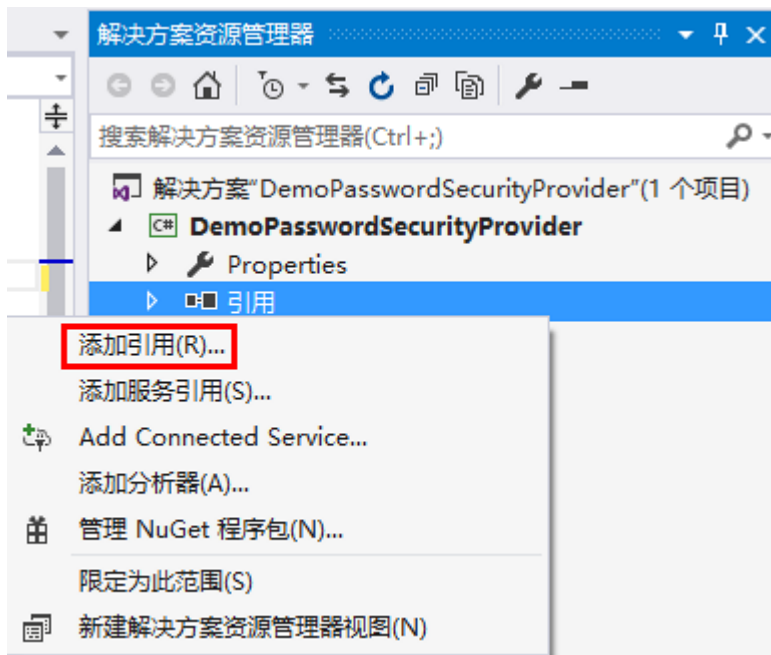 解决方案资源管理器
搜索解决方案资源管理器(Ctrl+;)
解决方案"DemoPasswordSecurityProvider"(1 个项目)
C# DemoPasswordSecurityProvider
Properties
引用
添加引用(R)...
添加服务引用(S)...
Add Connected Service...
添加分析器(A)...
管理 NuGet 程序包(N)...
限定为此范围(S)
新建解决方案资源管理器视图(N)